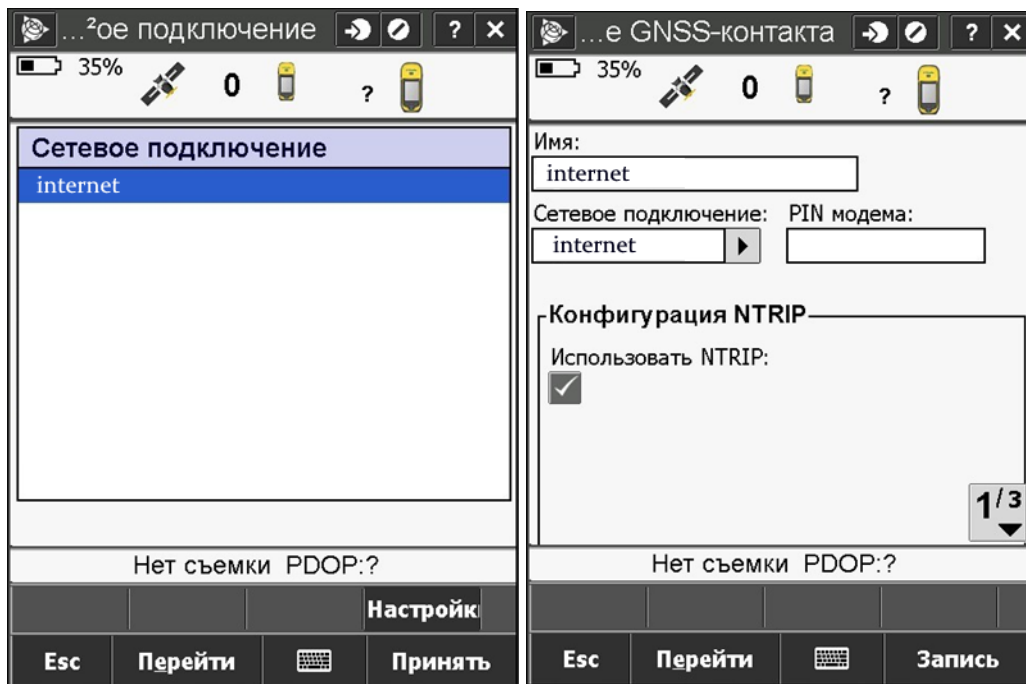 …²ое подключение ? ×
35% 0 ?
Сетевое подключение
internet
Нет съемки PDOP:?
Настройк
Esc Перейти Принять
…е GNSS-контакта ? ×
35% 0 ?
Имя:
internet
Сетевое подключение: PIN модема:
internet
Конфигурация NTRIP
Использовать NTRIP:
1/3
Нет съемки PDOP:?
Esc Перейти Запись